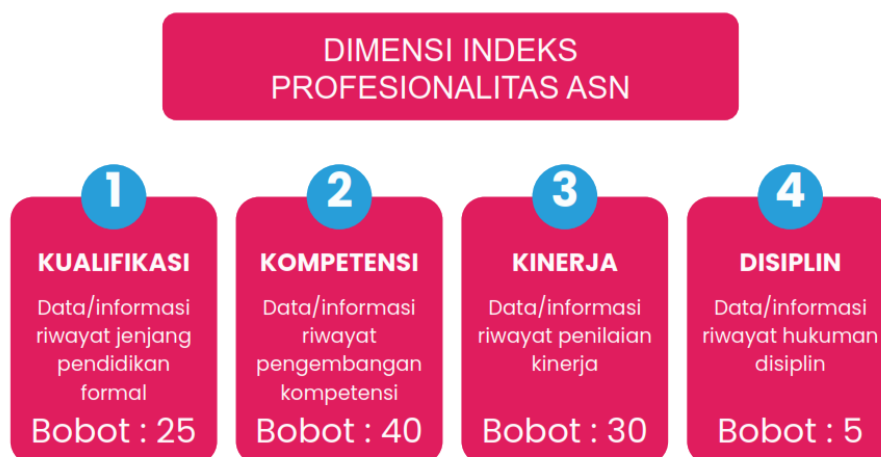 DIMENSI INDEKS
PROFESIONALITAS ASN
1
KUALIFIKASI
Data/informasi
riwayat jenjang
pendidikan
formal
Bobot : 25
2
KOMPETENSI
Data/informasi
riwayat
pengembangan
kompetensi
Bobot : 40
3
KINERJA
Data/informasi
riwayat penilaian
kinerja
Bobot : 30
4
DISIPLIN
Data/informasi
riwayat hukuman
disiplin
Bobot : 5